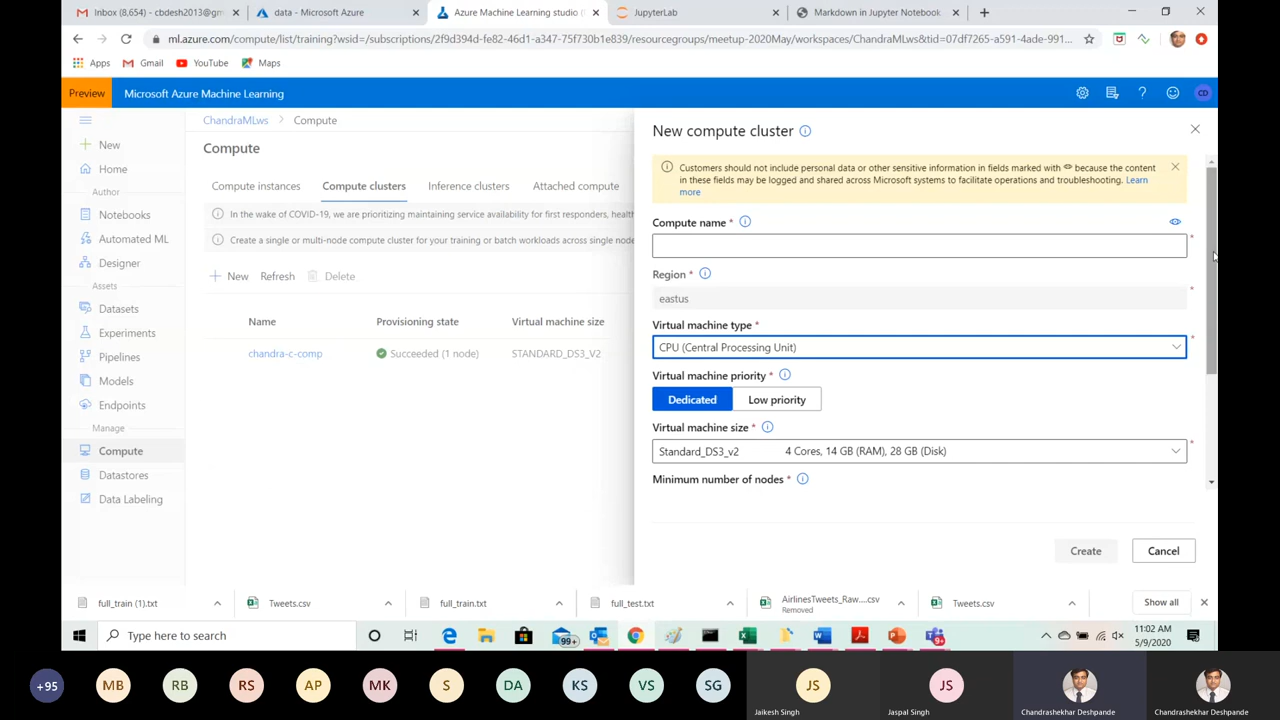 Inbox (8,654) - cbdesh2013@gm
data - Microsoft Azure
Azure Machine Learning studio (
JupyterLab
Markdown in Jupyter Notebook
ml.azure.com/compute/list/training?wsid=/subscriptions/2f9d394d-fe82-46d1-a347-75f730b1e839/resourcegroups/meetup-2020May/workspaces/ChandraMLws&tid=07df7265-a591-4ade-991...
Apps
Gmail
YouTube
Maps
Preview
Microsoft Azure Machine Learning
CD
New
Home
Author
Notebooks
Automated ML
Designer
Assets
Datasets
Experiments
Pipelines
Models
Endpoints
Manage
Compute
Datastores
Data Labeling
ChandraMLws > Compute
Compute
Compute instances
Compute clusters
Inference clusters
Attached compute
In the wake of COVID-19, we are prioritizing maintaining service availability for first responders, healt
Create a single or multi-node compute cluster for your training or batch workloads across single node
New
Refresh
Delete
Name Provisioning state Virtual machine size
chandra-c-comp Succeeded (1 node) STANDARD_DS3_V2
New compute cluster
Customers should not include personal data or other sensitive information in fields marked with because the content
in these fields may be logged and shared across Microsoft systems to facilitate operations and troubleshooting. Learn
more
Compute name *
Region *
eastus
Virtual machine type *
CPU (Central Processing Unit)
Virtual machine priority *
Dedicated
Low priority
Virtual machine size *
Standard_DS3_v2 4 Cores, 14 GB (RAM), 28 GB (Disk)
Minimum number of nodes *
Create
Cancel
full_train (1).txt
Tweets.csv
full_train.txt
full_test.txt
AirlinesTweets_Raw....csv
Removed
Tweets.csv
Show all
Type here to search
99+
9+
11:02 AM
5/9/2020
+95
MB
RB
RS
AP
MK
S
DA
KS
VS
SG
JS
Jaikesh Singh
JS
Jaspal Singh
Chandrashekhar Deshpande
Chandrashekhar Deshpande